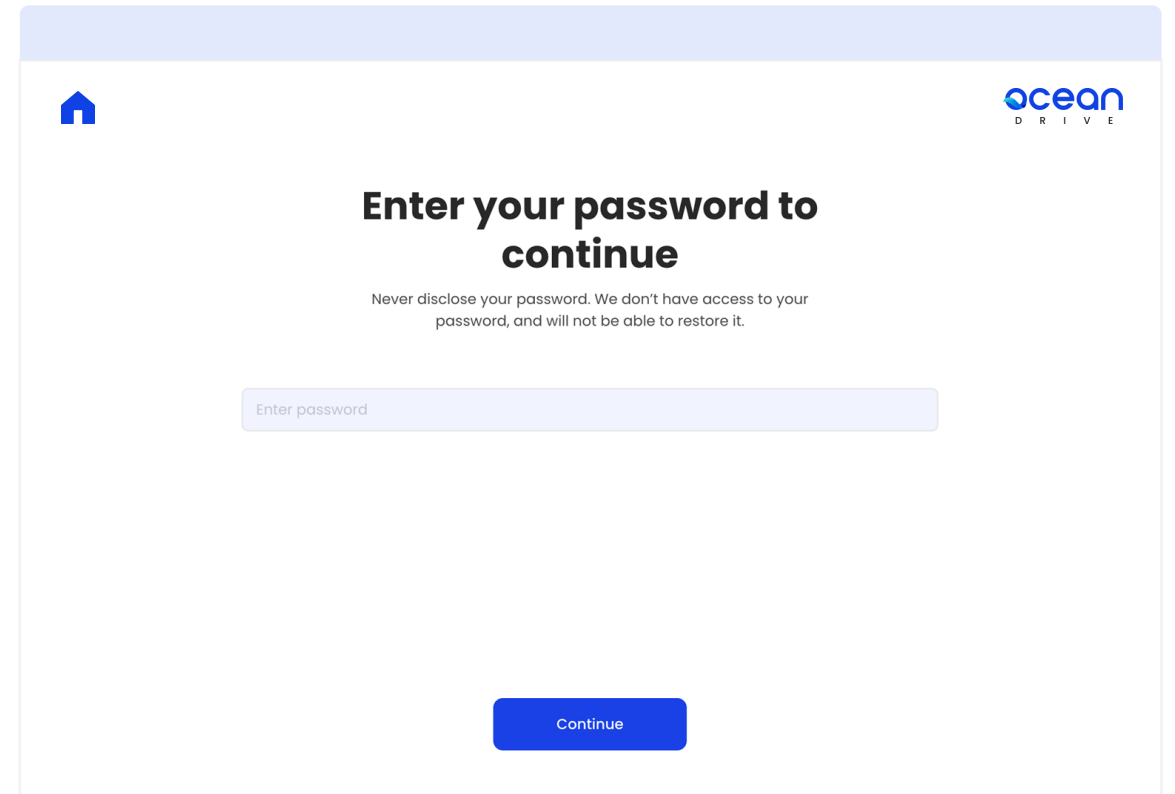 ocean
DRIVE
Enter your password to
continue
Never disclose your password. We don’t have access to your
password, and will not be able to restore it.
Enter password
Continue